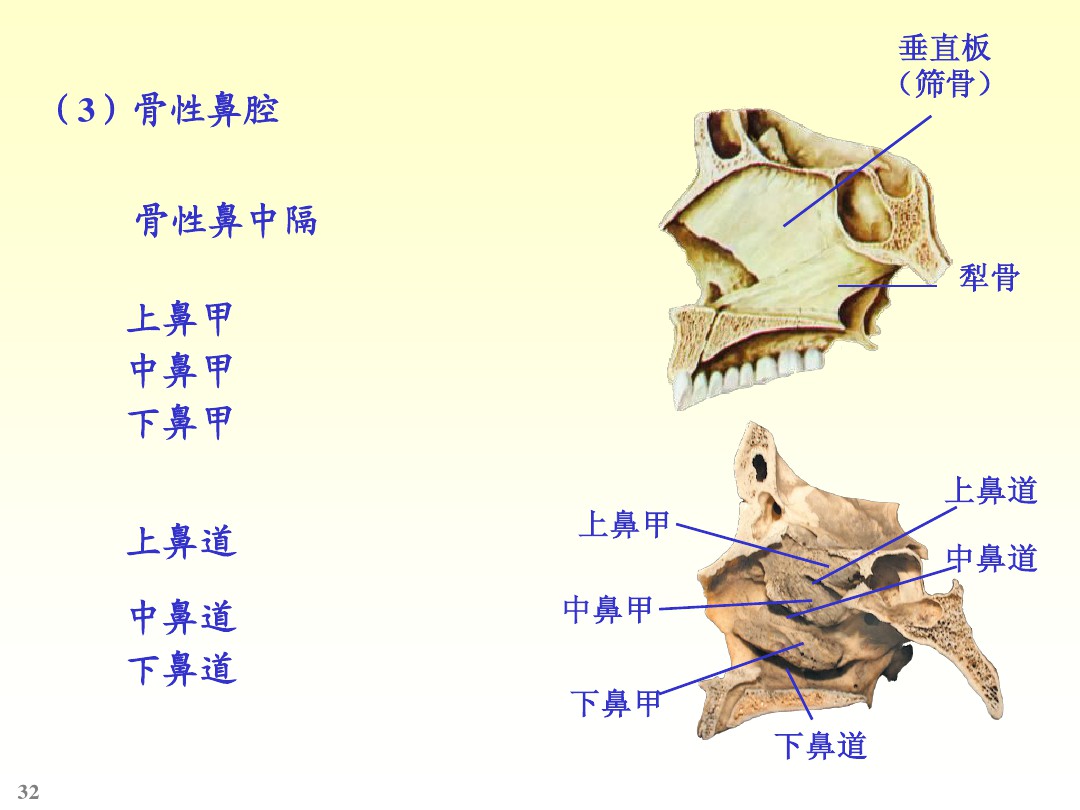 （3）骨性鼻腔
骨性鼻中隔
上鼻甲
中鼻甲
下鼻甲
上鼻道
中鼻道
下鼻道
垂直板
（筛骨）
犁骨
上鼻道
上鼻甲
中鼻道
中鼻甲
下鼻甲
下鼻道
32